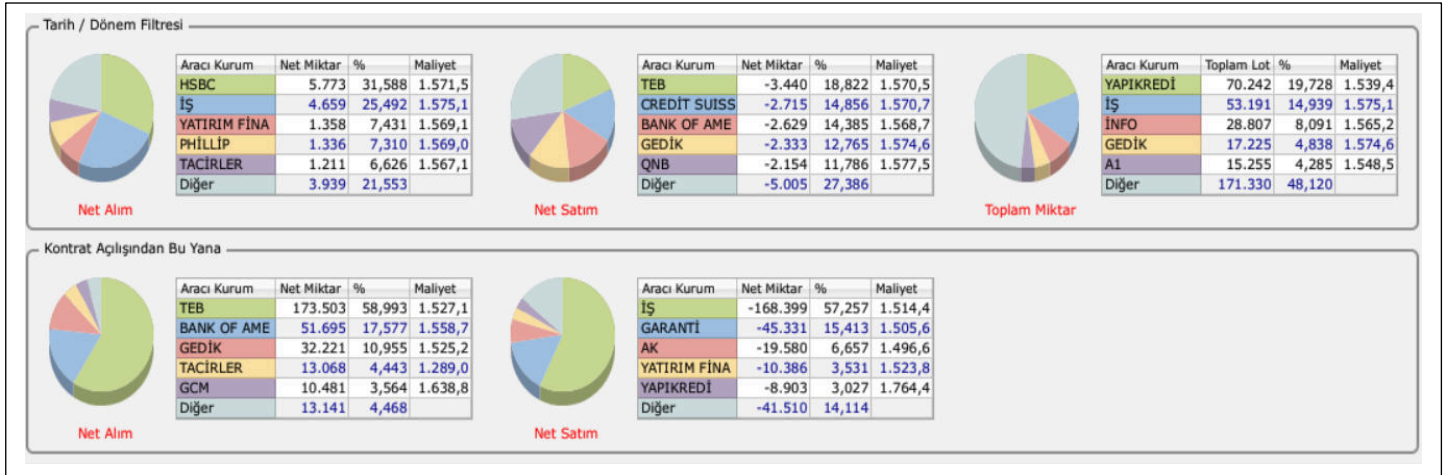 Tarih / Dönem Filtresi
Aracı Kurum Net Miktar % Maliyet
HSBC 5.773 31,588 1.571,5
İŞ 4.659 25,492 1.575,1
YATIRIM FİNA 1.358 7,431 1.569,1
PHİLLİP 1.336 7,310 1.569,0
TACİRLER 1.211 6,626 1.567,1
Diğer 3.939 21,553
Net Alım
Aracı Kurum Net Miktar % Maliyet
TEB -3.440 18,822 1.570,5
CREDİT SUISS -2.715 14,856 1.570,7
BANK OF AME -2.629 14,385 1.568,7
GEDİK -2.333 12,765 1.574,6
QNB -2.154 11,786 1.577,5
Diğer -5.005 27,386
Net Satım
Aracı Kurum Toplam Lot % Maliyet
YAPIKREDİ 70.242 19,728 1.539,4
İŞ 53.191 14,939 1.575,1
İNFO 28.807 8,091 1.565,2
GEDİK 17.225 4,838 1.574,6
A1 15.255 4,285 1.548,5
Diğer 171.330 48,120
Toplam Miktar
Kontrat Açılışından Bu Yana
Aracı Kurum Net Miktar % Maliyet
TEB 173.503 58,993 1.527,1
BANK OF AME 51.695 17,577 1.558,7
GEDİK 32.221 10,955 1.525,2
TACİRLER 13.068 4,443 1.289,0
GCM 10.481 3,564 1.638,8
Diğer 13.141 4,468
Net Alım
Aracı Kurum Net Miktar % Maliyet
İŞ -168.399 57,257 1.514,4
GARANTİ -45.331 15,413 1.505,6
AK -19.580 6,657 1.496,6
YATIRIM FİNA -10.386 3,531 1.523,8
YAPIKREDİ -8.903 3,027 1.764,4
Diğer -41.510 14,114
Net Satım